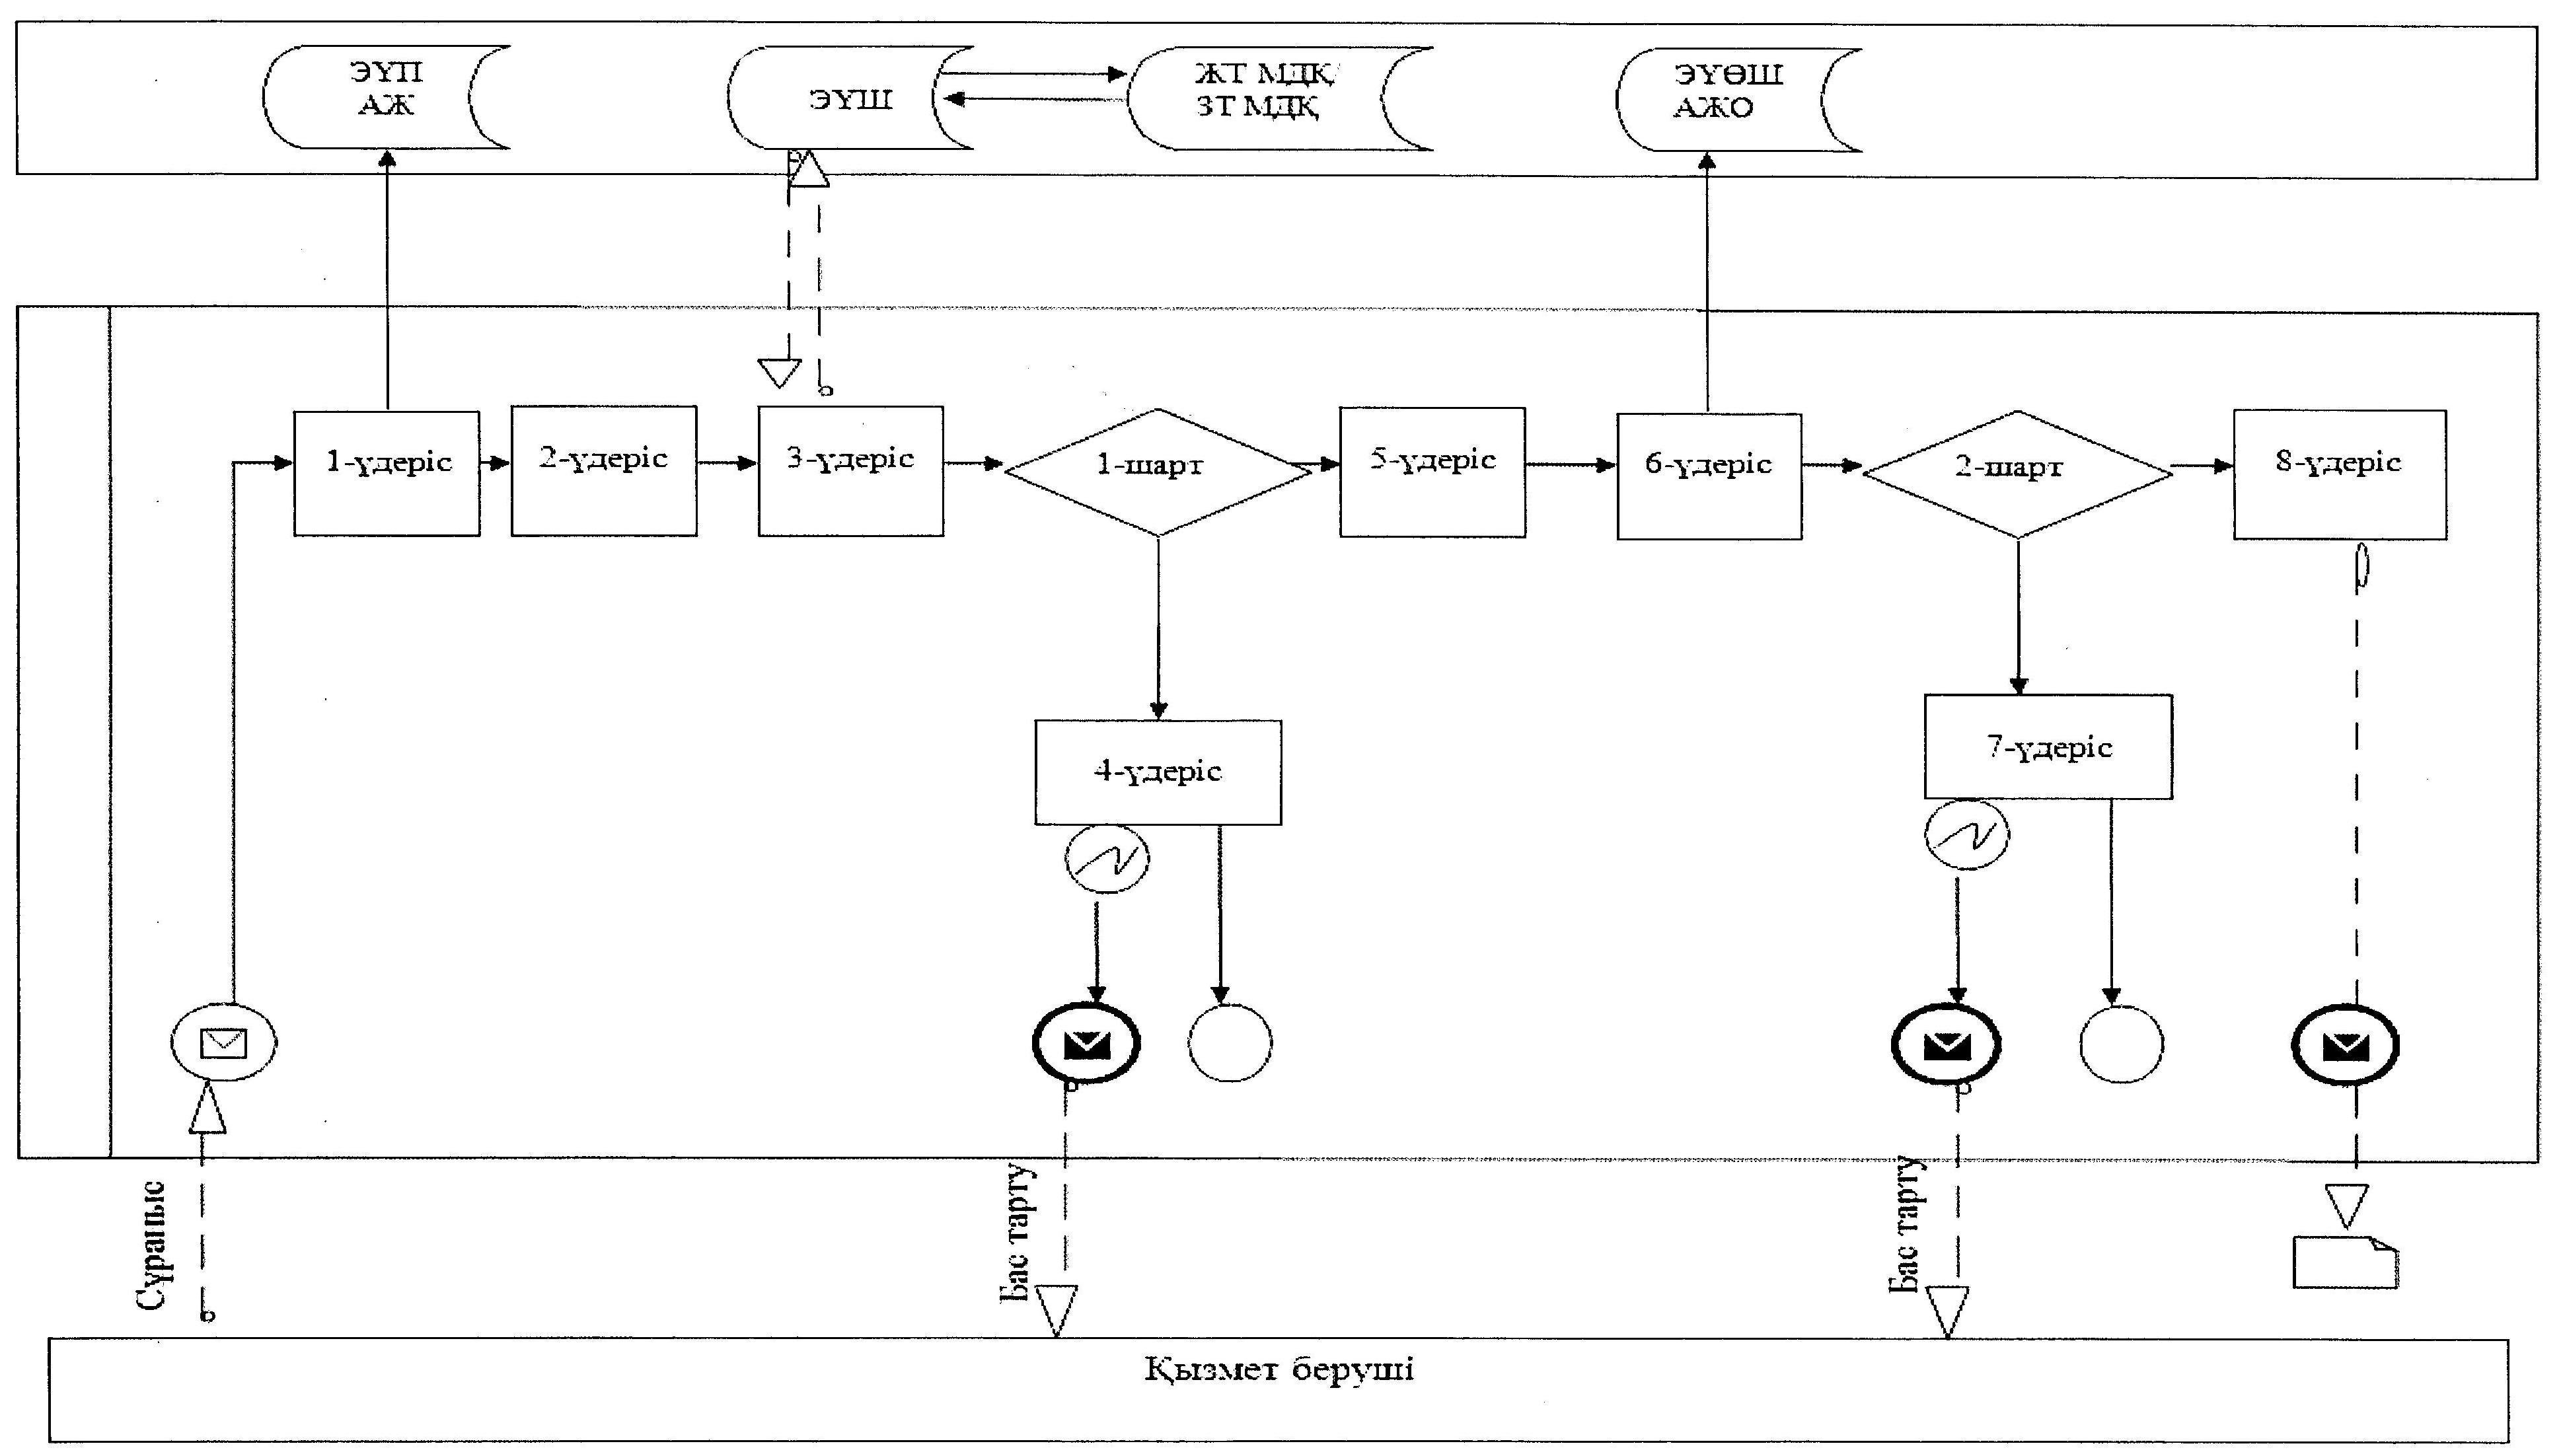 ЭҮП
АЖ
ЭҮШ
ЖТ МДҚ/
ЗТ МДҚ
ЭҮӨШ
АЖО
1-үдеріс
2-үдеріс
3-үдеріс
1-шарт
5-үдеріс
6-үдеріс
2-шарт
8-үдеріс
4-үдеріс
7-үдеріс
Сұраныс
Бас тарту
Бас тарту
Қызмет беруші